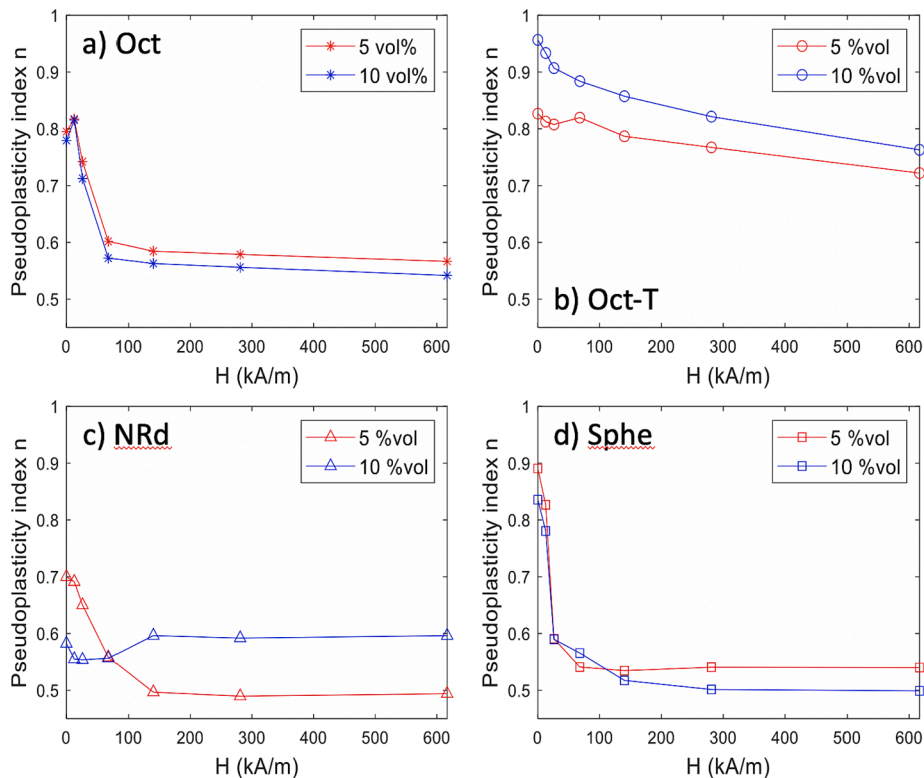 a) Oct
5 vol%
10 vol%
Pseudoplasticity index n
1
0.9
0.8
0.7
0.6
0.5
0 100 200 300 400 500 600
H (kA/m)
b) Oct-T
5 %vol
10 %vol
Pseudoplasticity index n
1
0.9
0.8
0.7
0.6
0.5
0 100 200 300 400 500 600
H (kA/m)
c) NRd
5 %vol
10 %vol
Pseudoplasticity index n
1
0.9
0.8
0.7
0.6
0.5
0 100 200 300 400 500 600
H (kA/m)
d) Sphe
5 %vol
10 %vol
Pseudoplasticity index n
1
0.9
0.8
0.7
0.6
0.5
0 100 200 300 400 500 600
H (kA/m)